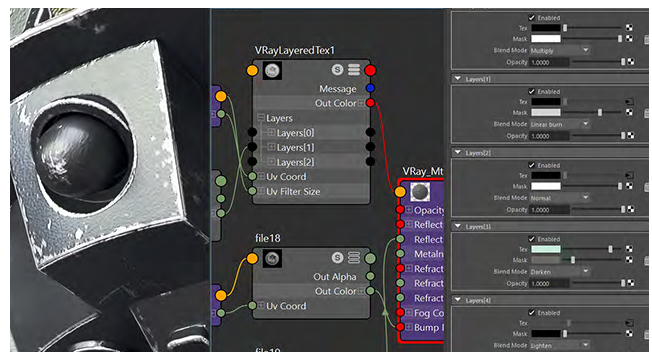 VRayLayeredTex1
S
Message
Out Color
Layers
Layers[0]
Layers[1]
Layers[2]
Uv Coord
Uv Filter Size
file18
S
Out Alpha
Out Color
Uv Coord
VRay_Mt
Opacity
Reflect
Reflect
Metaln
Refract
Refract
Refract
Fog Co
Bump
Enabled
Tex
Mask
Blend Mode Multiply
Opacity 1.0000
Layers[1]
Enabled
Tex
Mask
Blend Mode Linear burn
Opacity 1.0000
Layers[2]
Enabled
Tex
Mask
Blend Mode Normal
Opacity 1.0000
Layers[3]
Enabled
Tex
Mask
Blend Mode Darken
Opacity 1.0000
Layers[4]
Enabled
Tex
Mask
Blend Mode Lighten